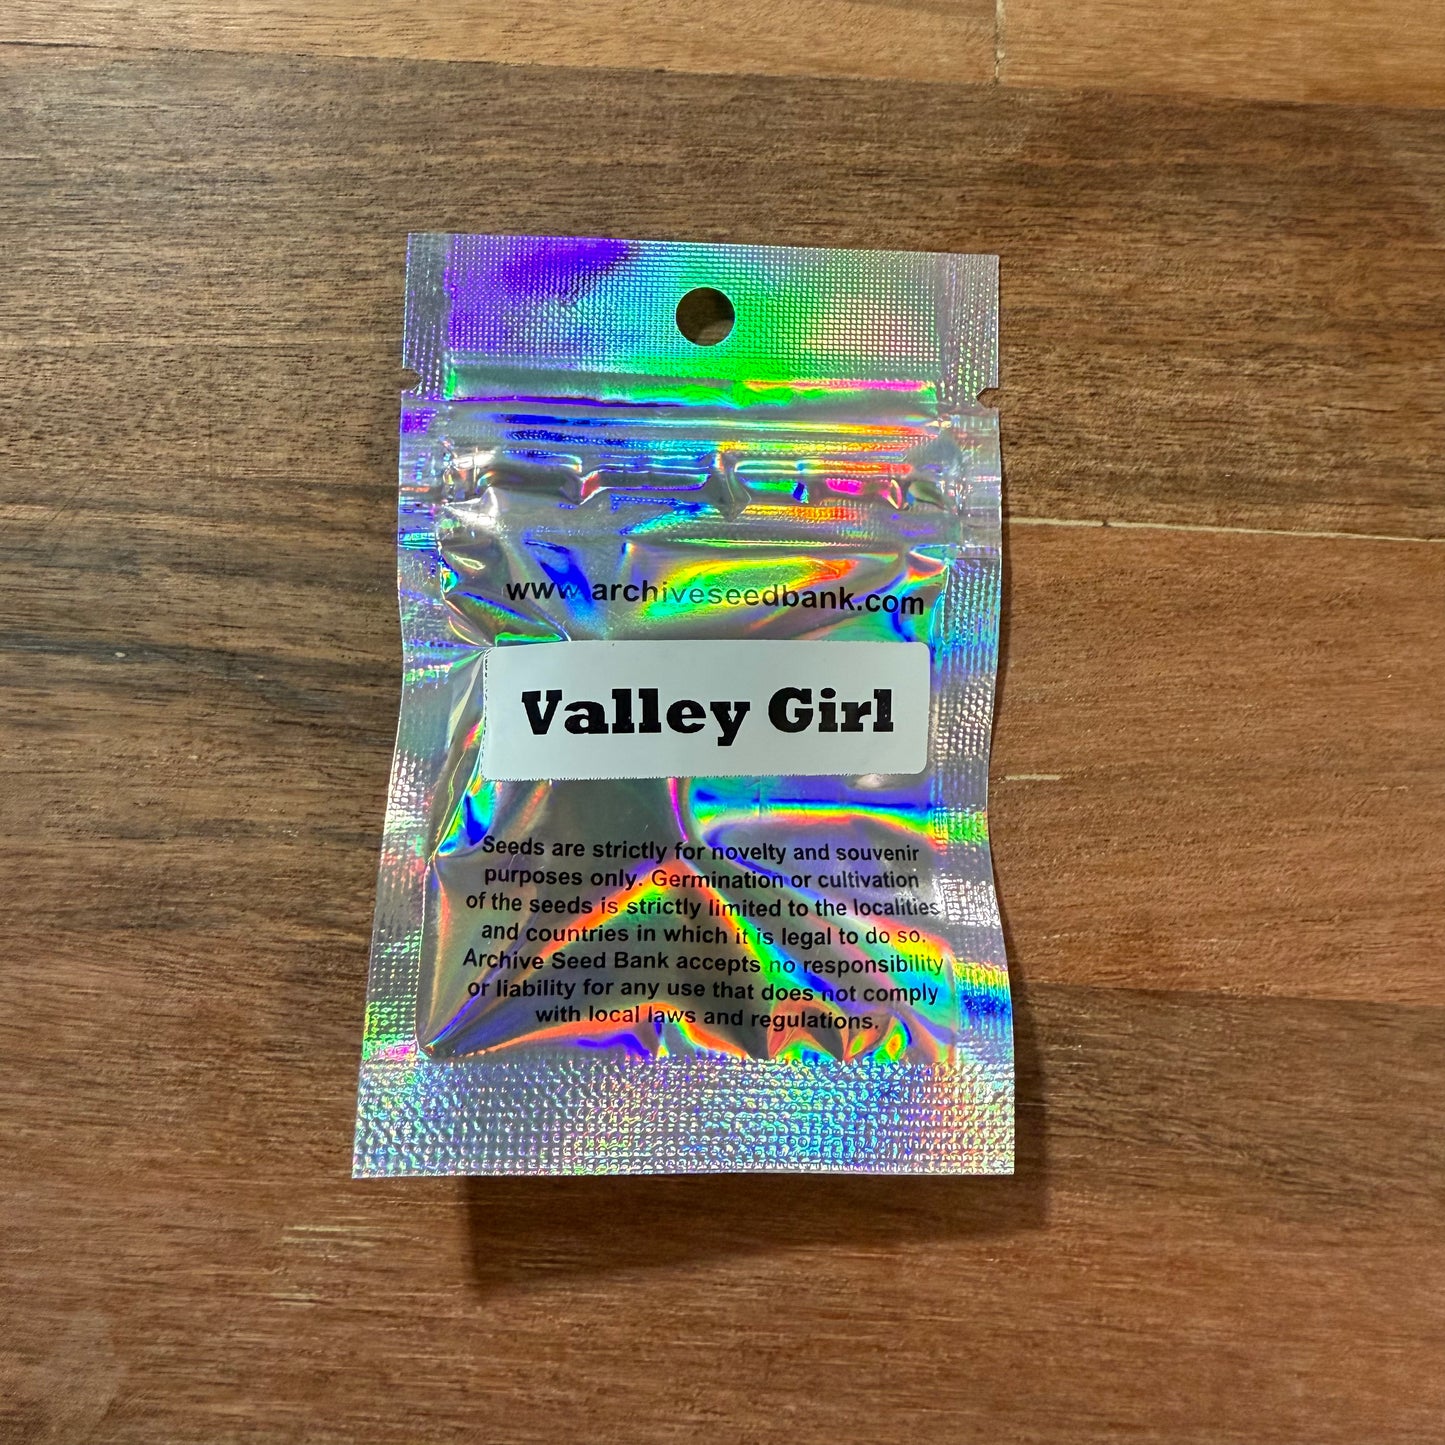 www.archiveseedbank.com
Valley Girl
Seeds are strictly for novelty and souvenir
purposes only. Germination or cultivation
of the seeds is strictly limited to the localities
and countries in which it is legal to do so.
Archive Seed Bank accepts no responsibility
or liability for any use that does not comply
with local laws and regulations.